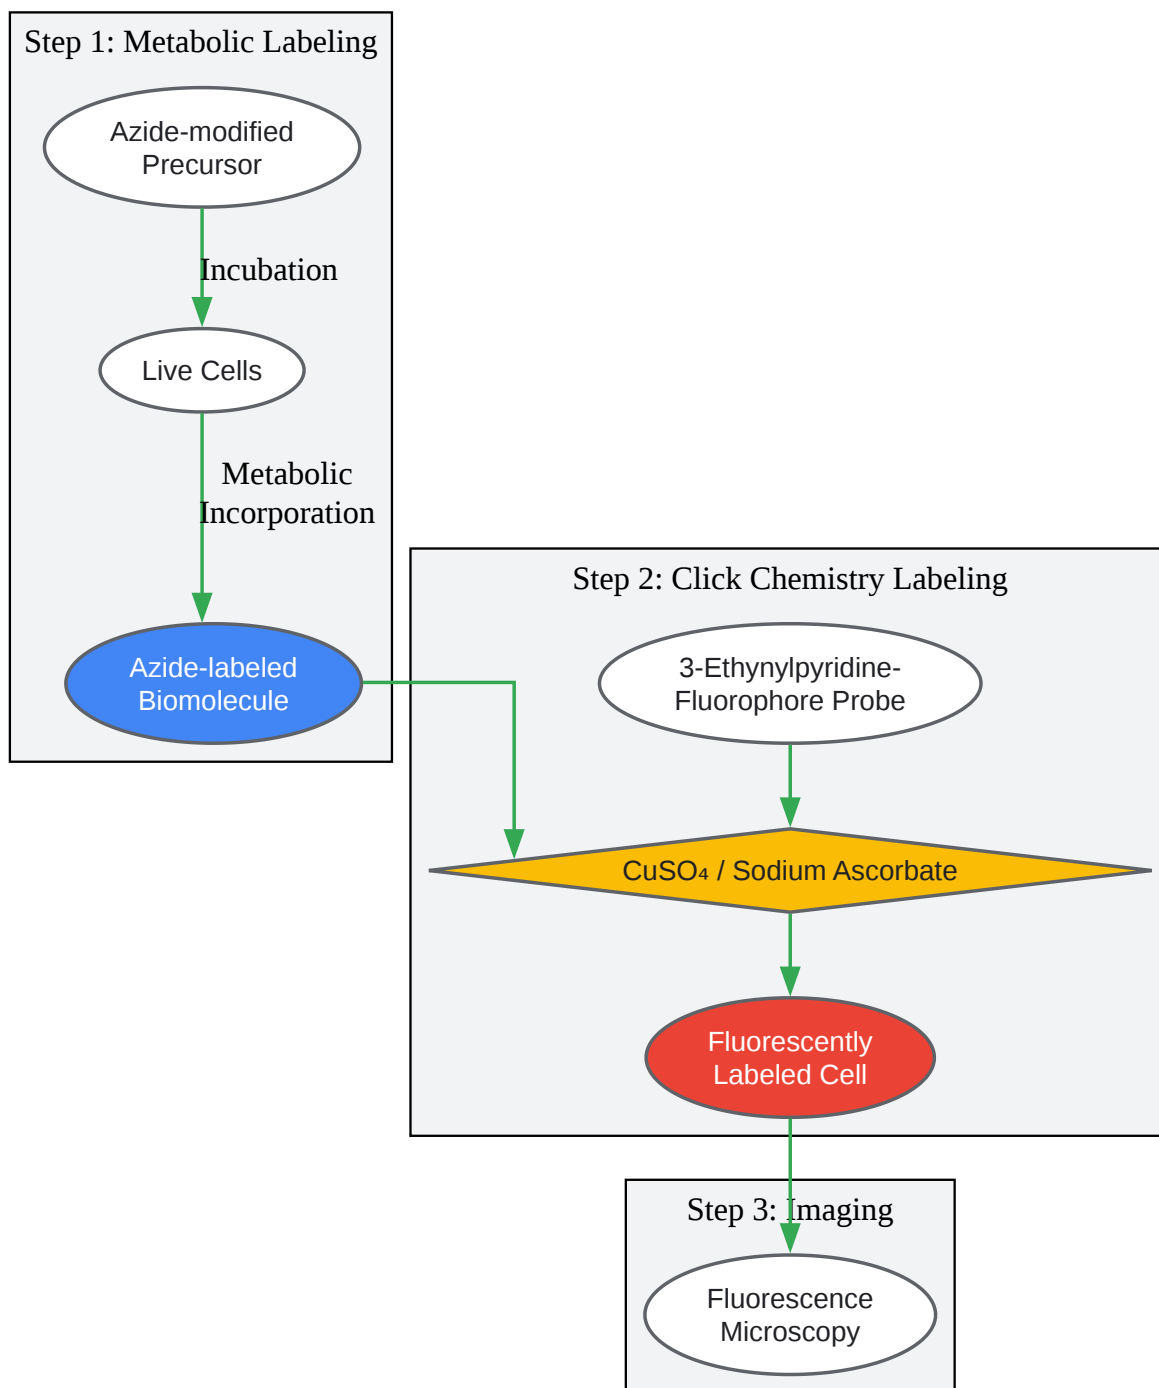 Step 1: Metabolic Labeling
Azide-modified
Precursor
Incubation
Live Cells
Metabolic
Incorporation
Azide-labeled
Biomolecule
Step 2: Click Chemistry Labeling
3-Ethynylpyridine-
Fluorophore Probe
CuSO₄ / Sodium Ascorbate
Fluorescently
Labeled Cell
Step 3: Imaging
Fluorescence
Microscopy